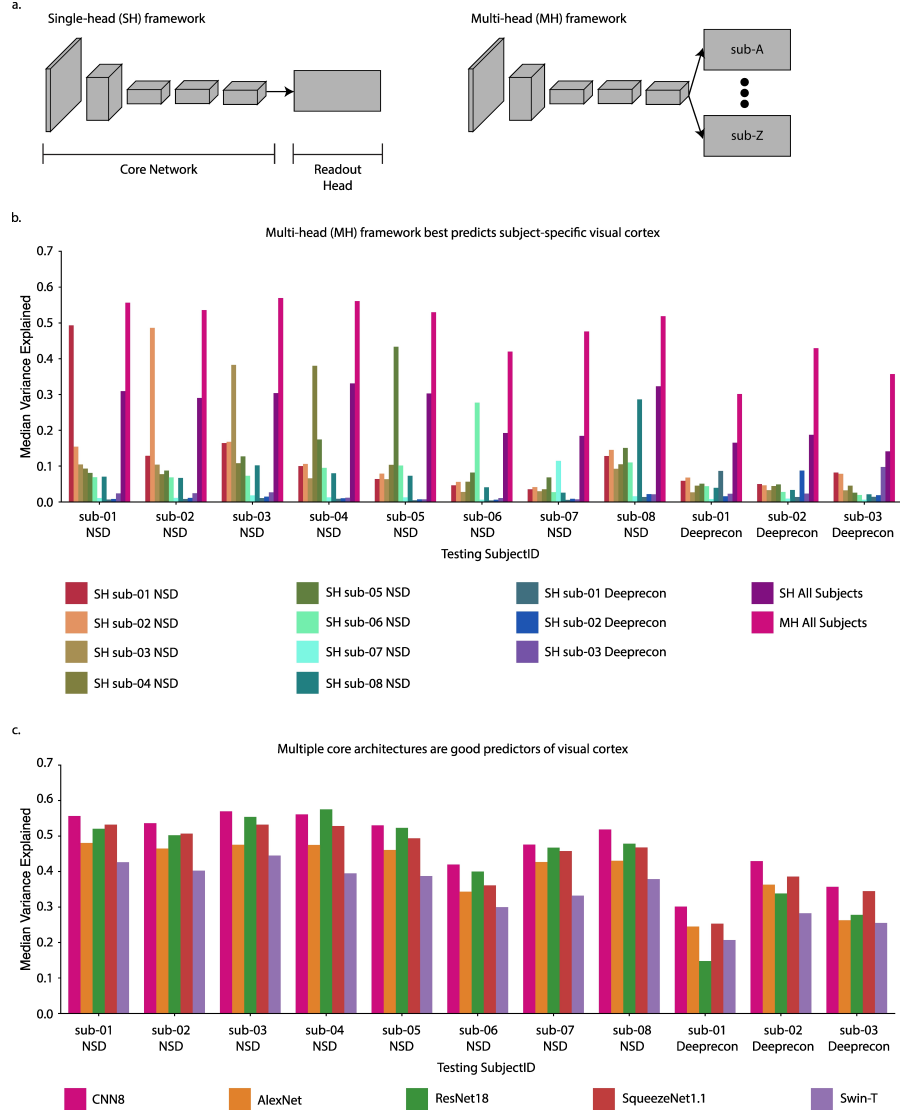 a.
Single-head (SH) framework
Multi-head (MH) framework
sub-A
sub-Z
Core Network
Readout
Head
b.
Multi-head (MH) framework best predicts subject-specific visual cortex
Median Variance Explained
0.7
0.6
0.5
0.4
0.3
0.2
0.1
0.0
sub-01 sub-02 sub-03 sub-04 sub-05 sub-06 sub-07 sub-08 sub-01 sub-02 sub-03
NSD NSD NSD NSD NSD NSD NSD NSD Deeprecon Deeprecon Deeprecon
Testing SubjectID
SH sub-01 NSD SH sub-05 NSD SH sub-01 Deeprecon SH All Subjects
SH sub-02 NSD SH sub-06 NSD SH sub-02 Deeprecon MH All Subjects
SH sub-03 NSD SH sub-07 NSD SH sub-03 Deeprecon
SH sub-04 NSD SH sub-08 NSD
c.
Multiple core architectures are good predictors of visual cortex
Median Variance Explained
0.7
0.6
0.5
0.4
0.3
0.2
0.1
0.0
sub-01 sub-02 sub-03 sub-04 sub-05 sub-06 sub-07 sub-08 sub-01 sub-02 sub-03
NSD NSD NSD NSD NSD NSD NSD NSD Deeprecon Deeprecon Deeprecon
Testing SubjectID
CNN8 AlexNet ResNet18 SqueezeNet1.1 Swin-T